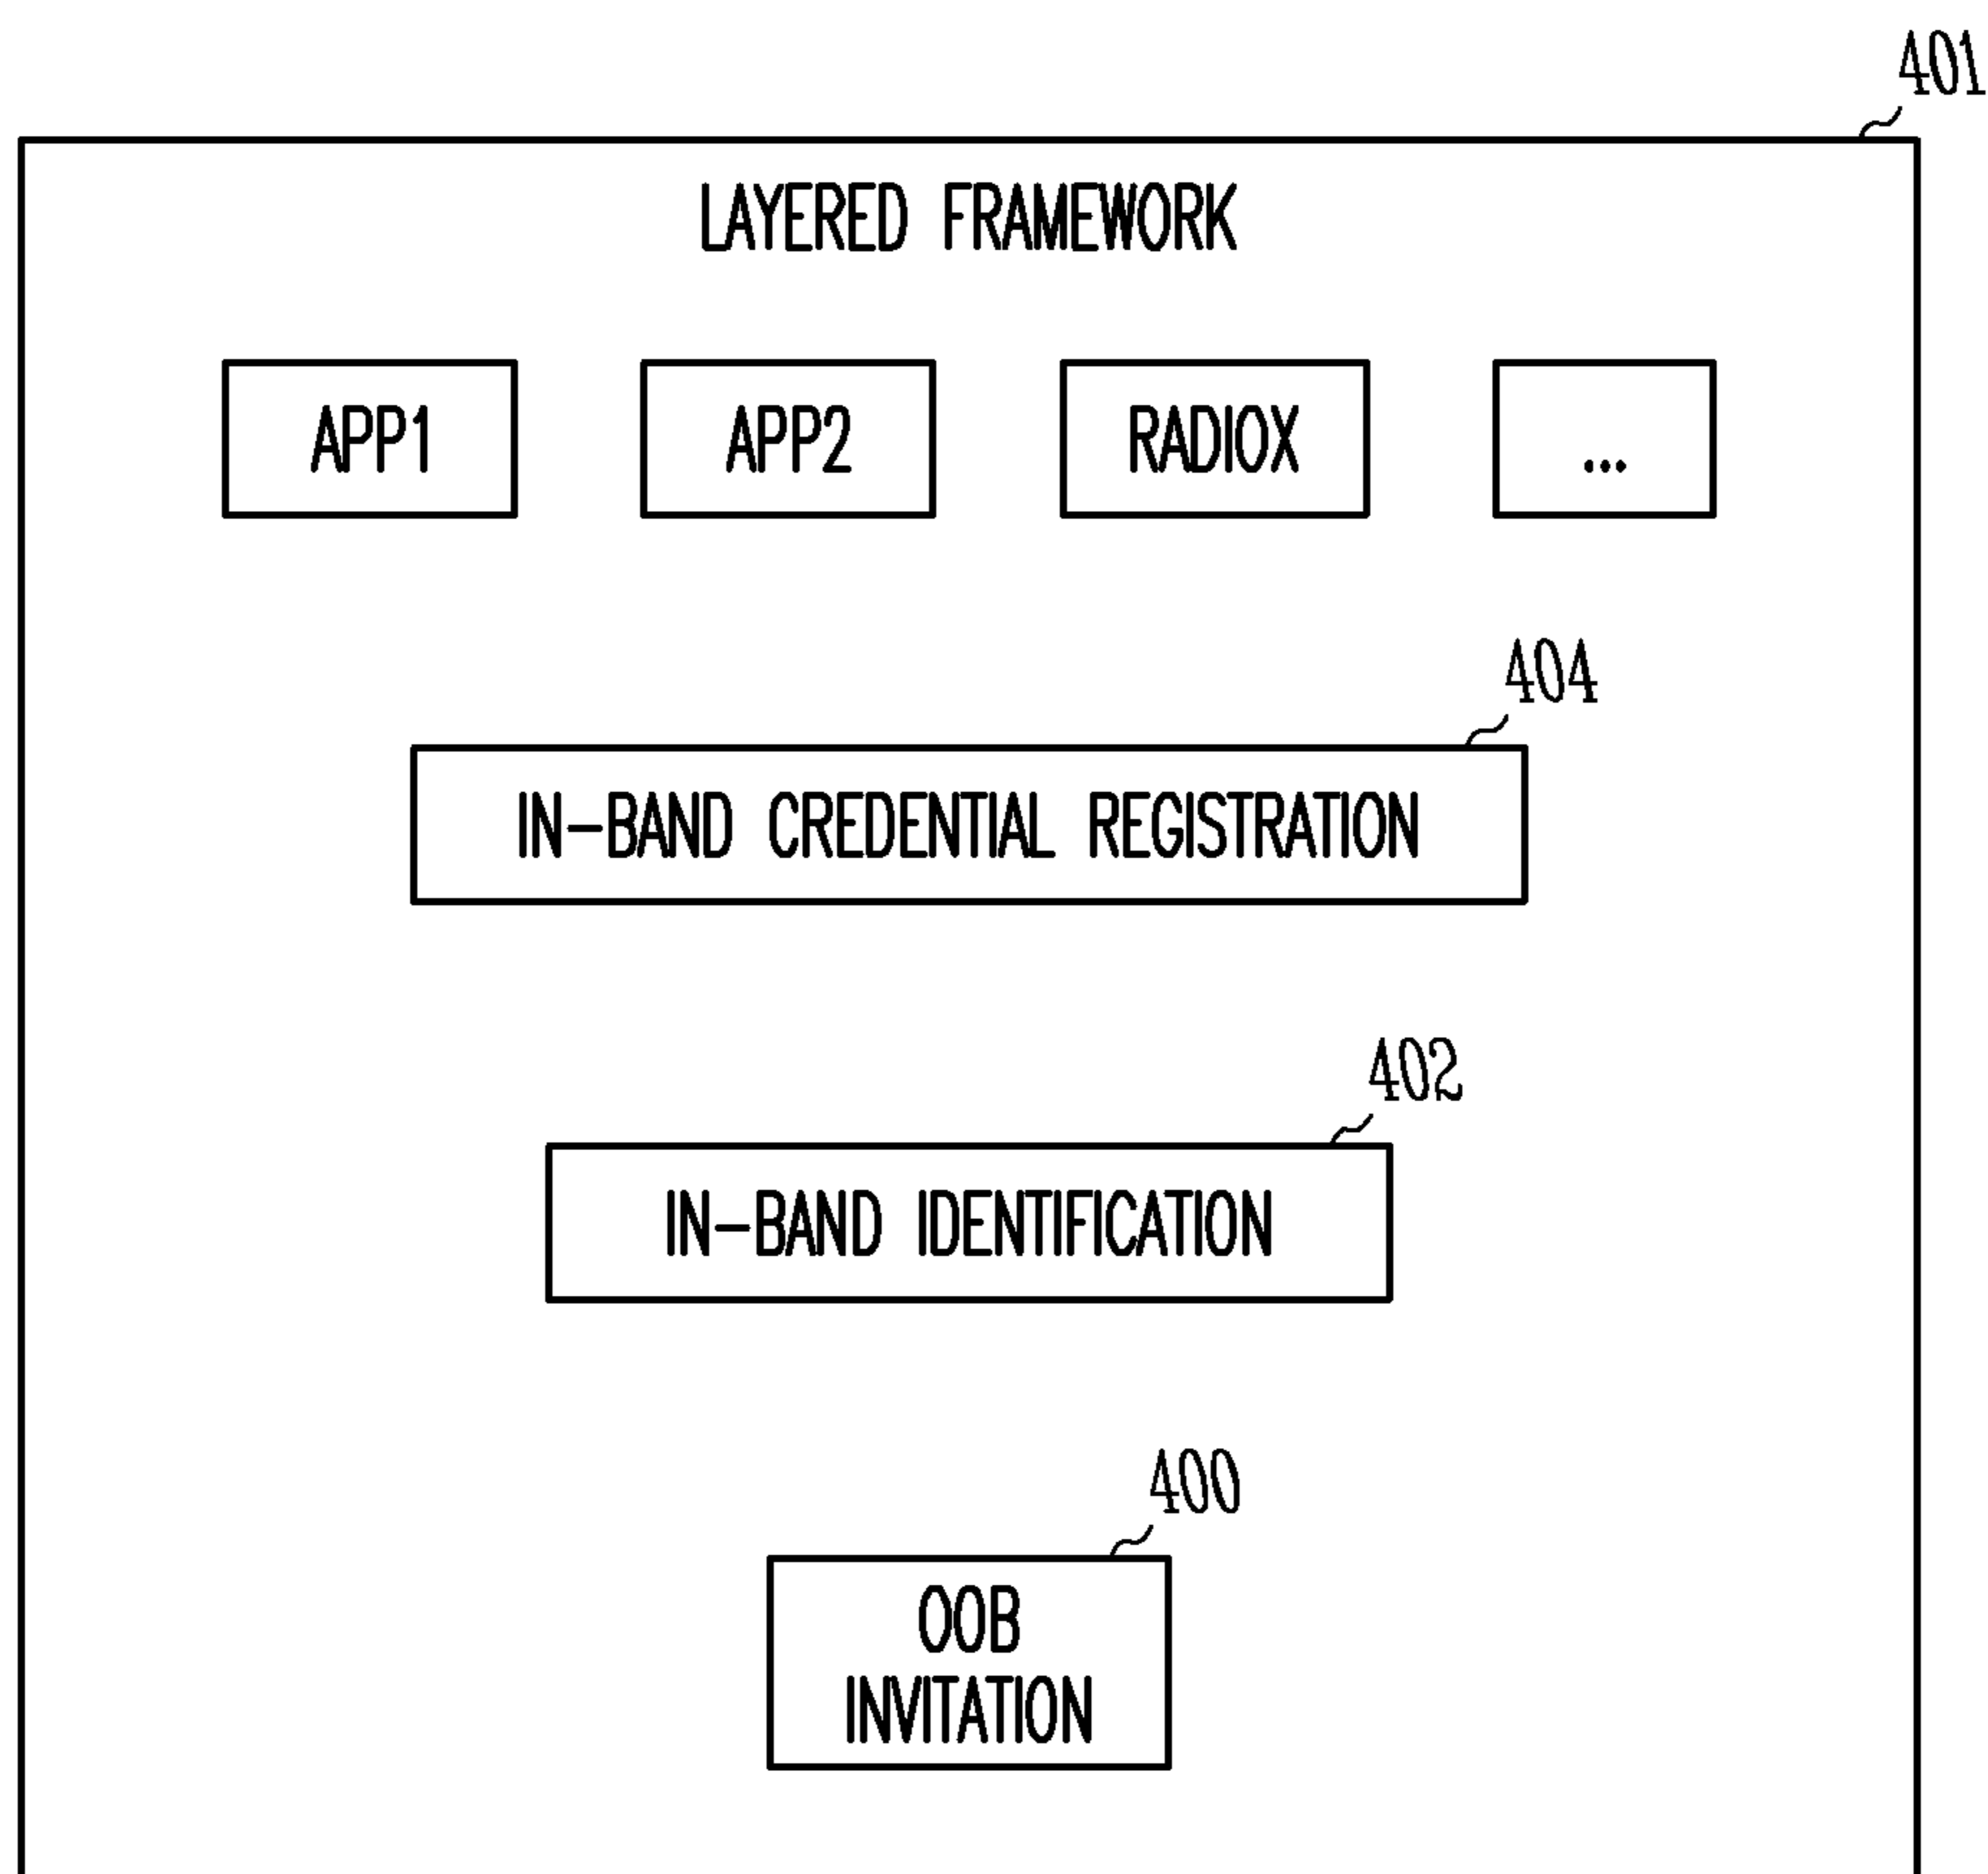 401
LAYERED FRAMEWORK
APP1
APP2
RADIOX
...
404
IN-BAND CREDENTIAL REGISTRATION
402
IN-BAND IDENTIFICATION
400
OOB
INVITATION